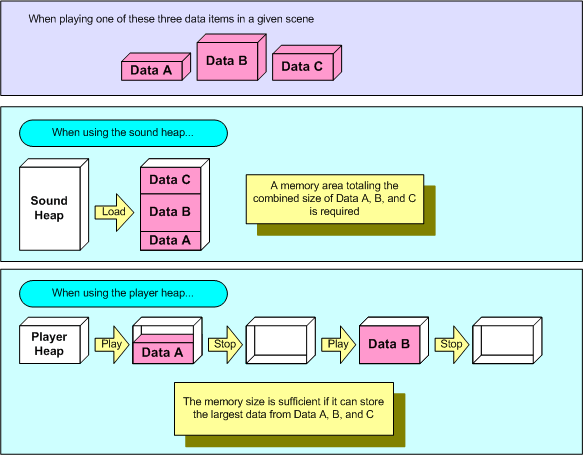 When playing one of these three data items in a given scene
Data A
Data B
Data C
When using the sound heap...
Sound
Heap
Load
Data C
Data B
Data A
A memory area totaling the
combined size of Data A, B, and C
is required
When using the player heap...
Player
Heap
Play
Data A
Stop
Play
Data B
Stop
The memory size is sufficient if it can store
the largest data from Data A, B, and C